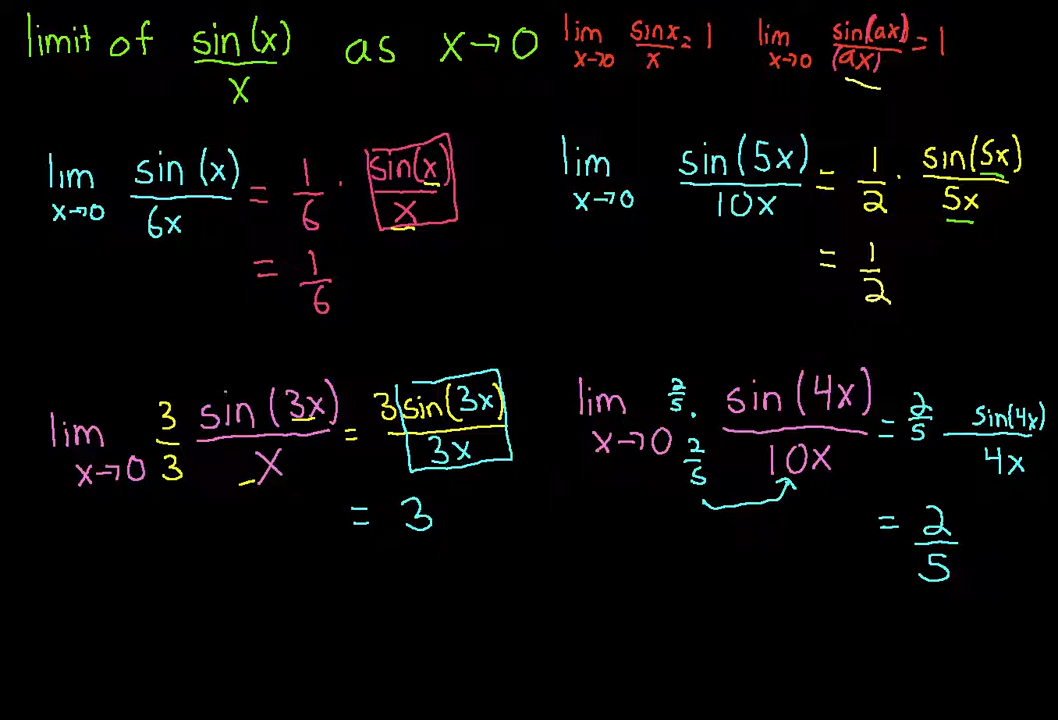 limit of sin(x)/x as x→0 lim x→0 sinx/x = 1 lim x→0 sin(ax)/(ax) = 1
lim x→0 sin(x)/6x = 1/6 · sin(x)/x
= 1/6
lim x→0 sin(5x)/10x = 1/2 · sin(5x)/5x
= 1/2
lim x→0 3/3 sin(3x)/x = 3 sin(3x)/3x
= 3
lim x→0 2/5 · 2/5 sin(4x)/10x = 2/5 sin(4x)/4x
= 2/5